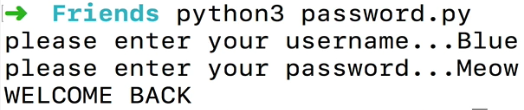 ➜ Friends python3 password.py
please enter your username...Blue
please enter your password...Meow
WELCOME BACK